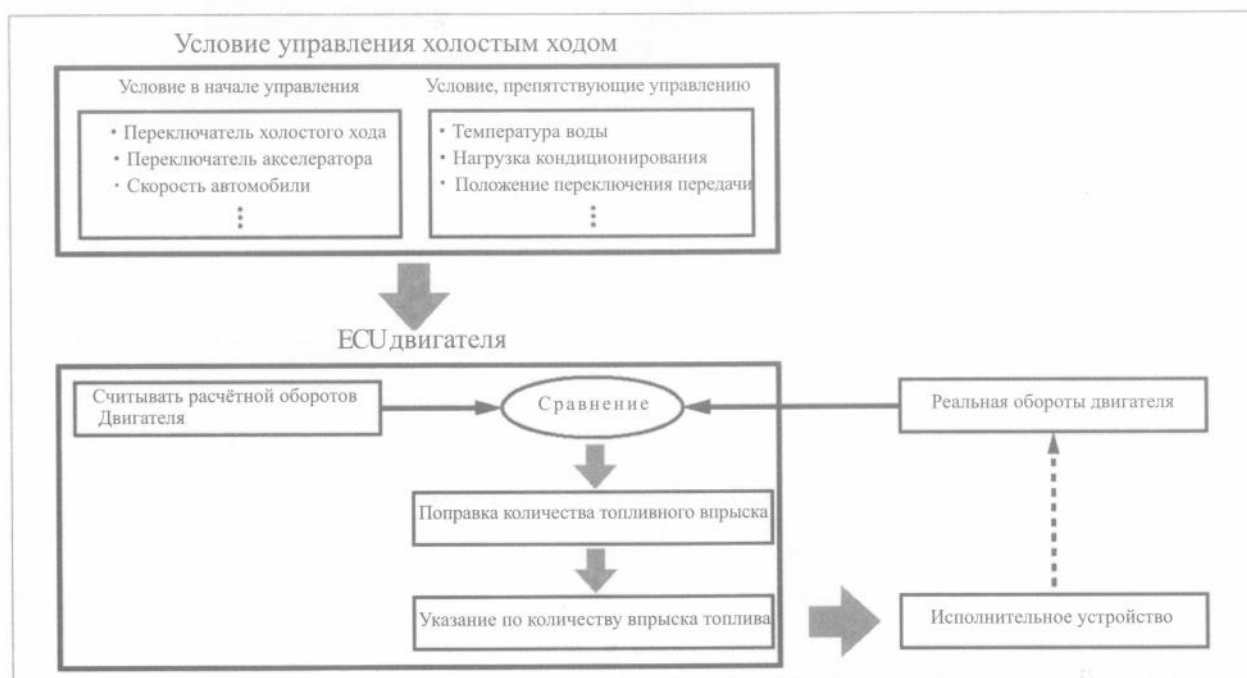 Условие управления холостым ходом
Условие в начале управления
• Переключатель холостого хода
• Переключатель акселератора
· Скорость автомобили
Условие, препятствующие управлению
• Температура воды
• Нагрузка кондиционирования
• Положение переключения передачи
ECU двигателя
Считывать расчётной оборотов
Двигателя
Сравнение
Реальная обороты двигателя
Поправка количества топливного впрыска
Указание по количеству впрыска топлива
Исполнительное устройство